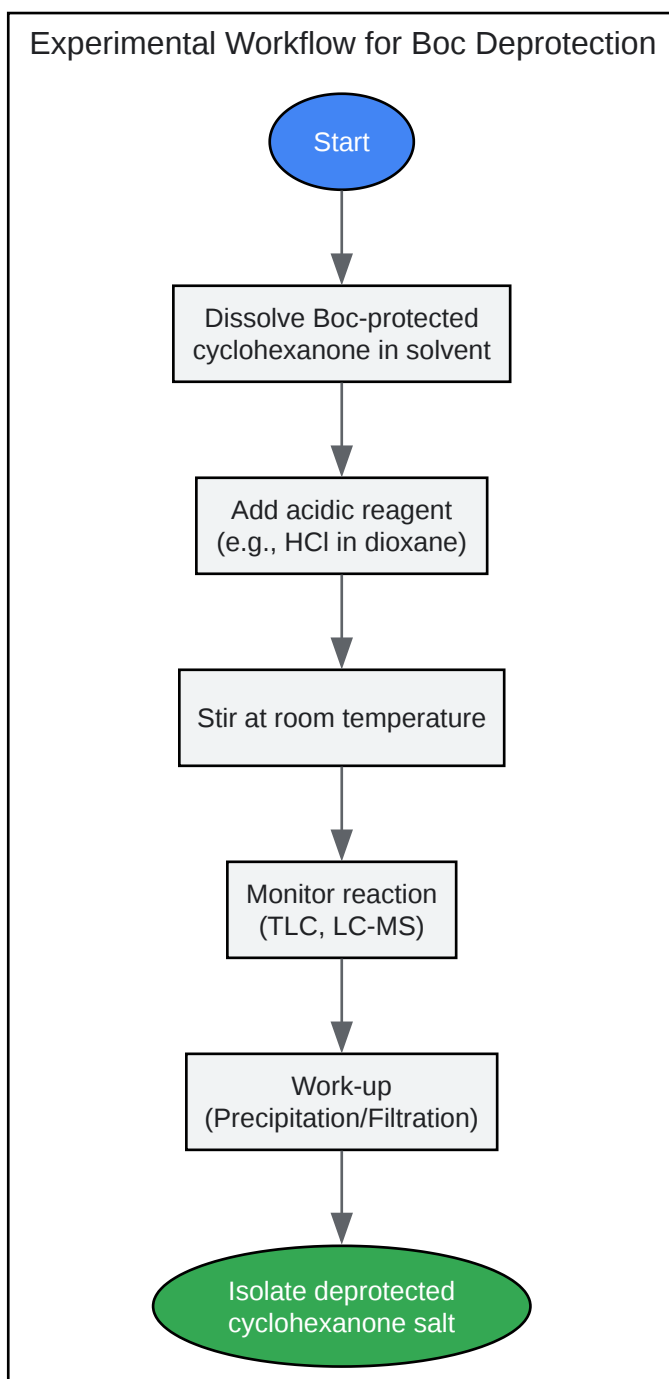 Experimental Workflow for Boc Deprotection
Start
Dissolve Boc-protected
cyclohexanone in solvent
Add acidic reagent
(e.g., HCl in dioxane)
Stir at room temperature
Monitor reaction
(TLC, LC-MS)
Work-up
(Precipitation/Filtration)
Isolate deprotected
cyclohexanone salt